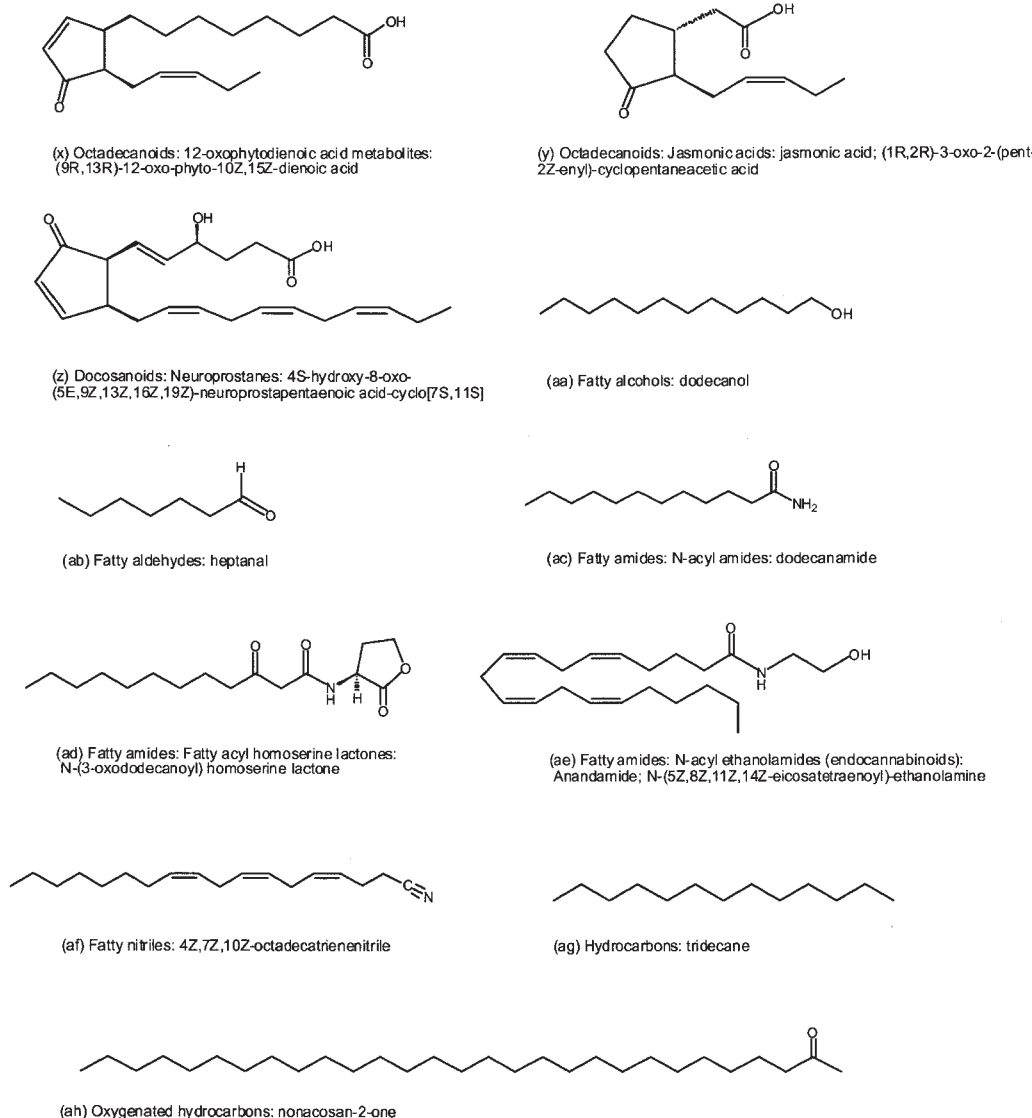 OH
O
O
(x) Octadecanoids: 12-oxophytodienoic acid metabolites:
(9R,13R)-12-oxo-phyto-10Z,15Z-dienoic acid
OH
O
O
(y) Octadecanoids: Jasmonic acids: jasmonic acid; (1R,2R)-3-oxo-2-(pent-
2Z-enyl)-cyclopentaneacetic acid
O
OH
OH
O
(z) Docosanoids: Neuroprostanes: 4S-hydroxy-8-oxo-
(5E,9Z,13Z,16Z,19Z)-neuroprostapentaenoic acid-cyclo[7S,11S]
OH
(aa) Fatty alcohols: dodecanol
H
O
(ab) Fatty aldehydes: heptanal
O
NH2
(ac) Fatty amides: N-acyl amides: dodecanamide
O
O
O
N
H
H
O
(ad) Fatty amides: Fatty acyl homoserine lactones:
N-(3-oxododecanoyl) homoserine lactone
O
OH
N
H
(ae) Fatty amides: N-acyl ethanolamides (endocannabinoids):
Anandamide; N-(5Z,8Z,11Z,14Z-eicosatetraenoyl)-ethanolamine
C
N
(af) Fatty nitriles: 4Z,7Z,10Z-octadecatrienenitrile
(ag) Hydrocarbons: tridecane
O
(ah) Oxygenated hydrocarbons: nonacosan-2-one